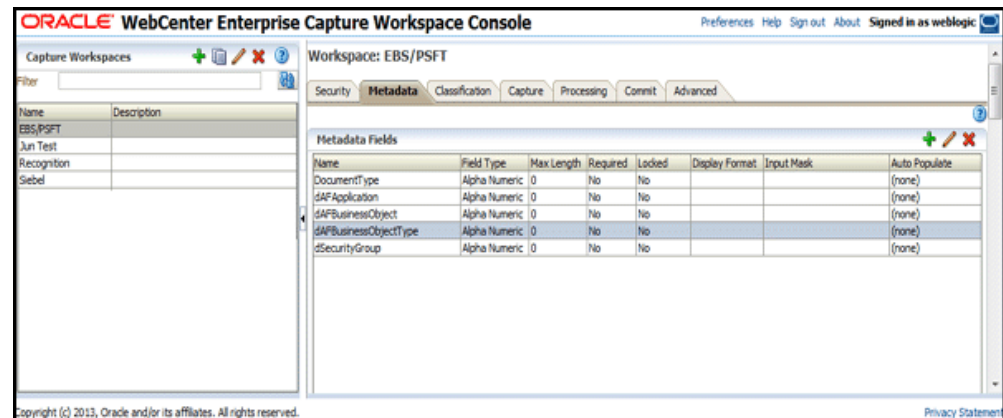 ORACLE WebCenter Enterprise Capture Workspace Console
Preferences Help Sign out About Signed in as weblogic
Capture Workspaces
Filter
Name Description
EBS/PSFT
Jun Test
Recognition
Siebel
Workspace: EBS/PSFT
Security Metadata Classification Capture Processing Commit Advanced
Metadata Fields
Name Field Type Max Length Required Locked Display Format Input Mask Auto Populate
DocumentType Alpha Numeric 0 No No (none)
dAFApplication Alpha Numeric 0 No No (none)
dAFBusinessObject Alpha Numeric 0 No No (none)
dAFBusinessObjectType Alpha Numeric 0 No No (none)
dSecurityGroup Alpha Numeric 0 No No (none)
Copyright (c) 2013, Oracle and/or its affiliates. All rights reserved.
Privacy Statement